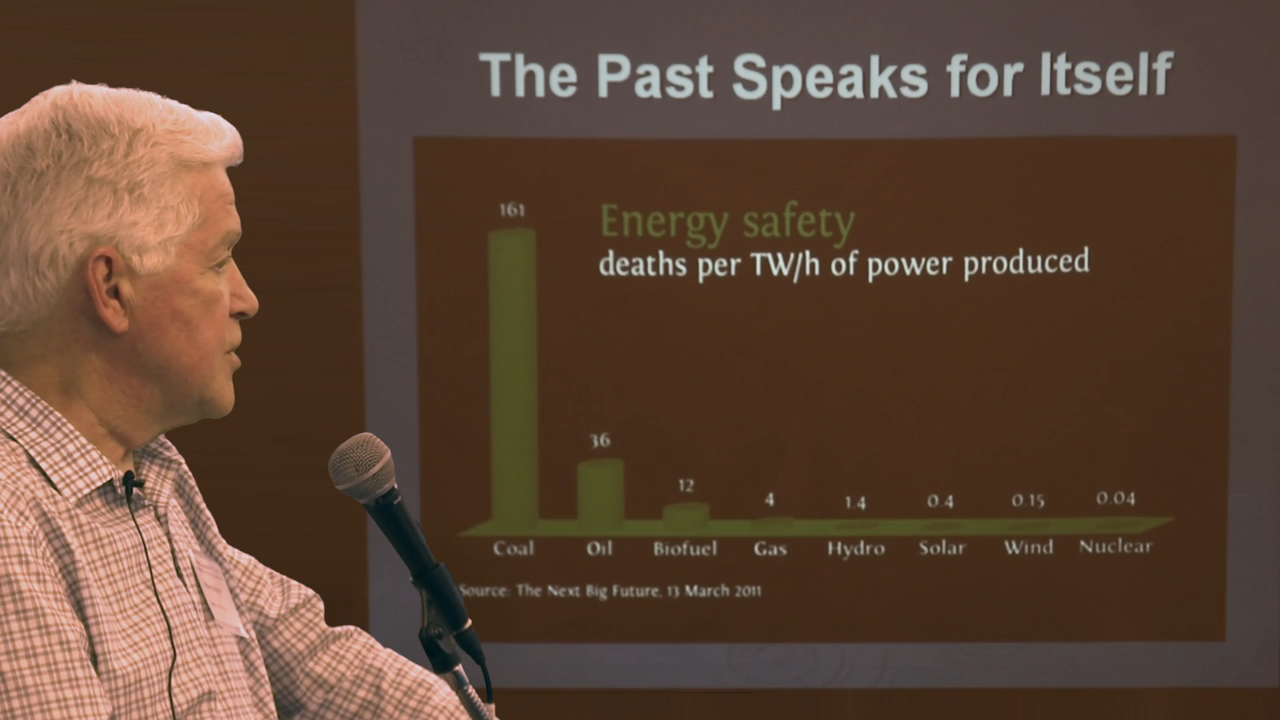 The Past Speaks for Itself
161
Energy safety
deaths per TW/h of power produced
36
12
4
1.4
0.4
0.15
0.04
Coal
Oil
Biofuel
Gas
Hydro
Solar
Wind
Nuclear
Source: The Next Big Future, 13 March 2011